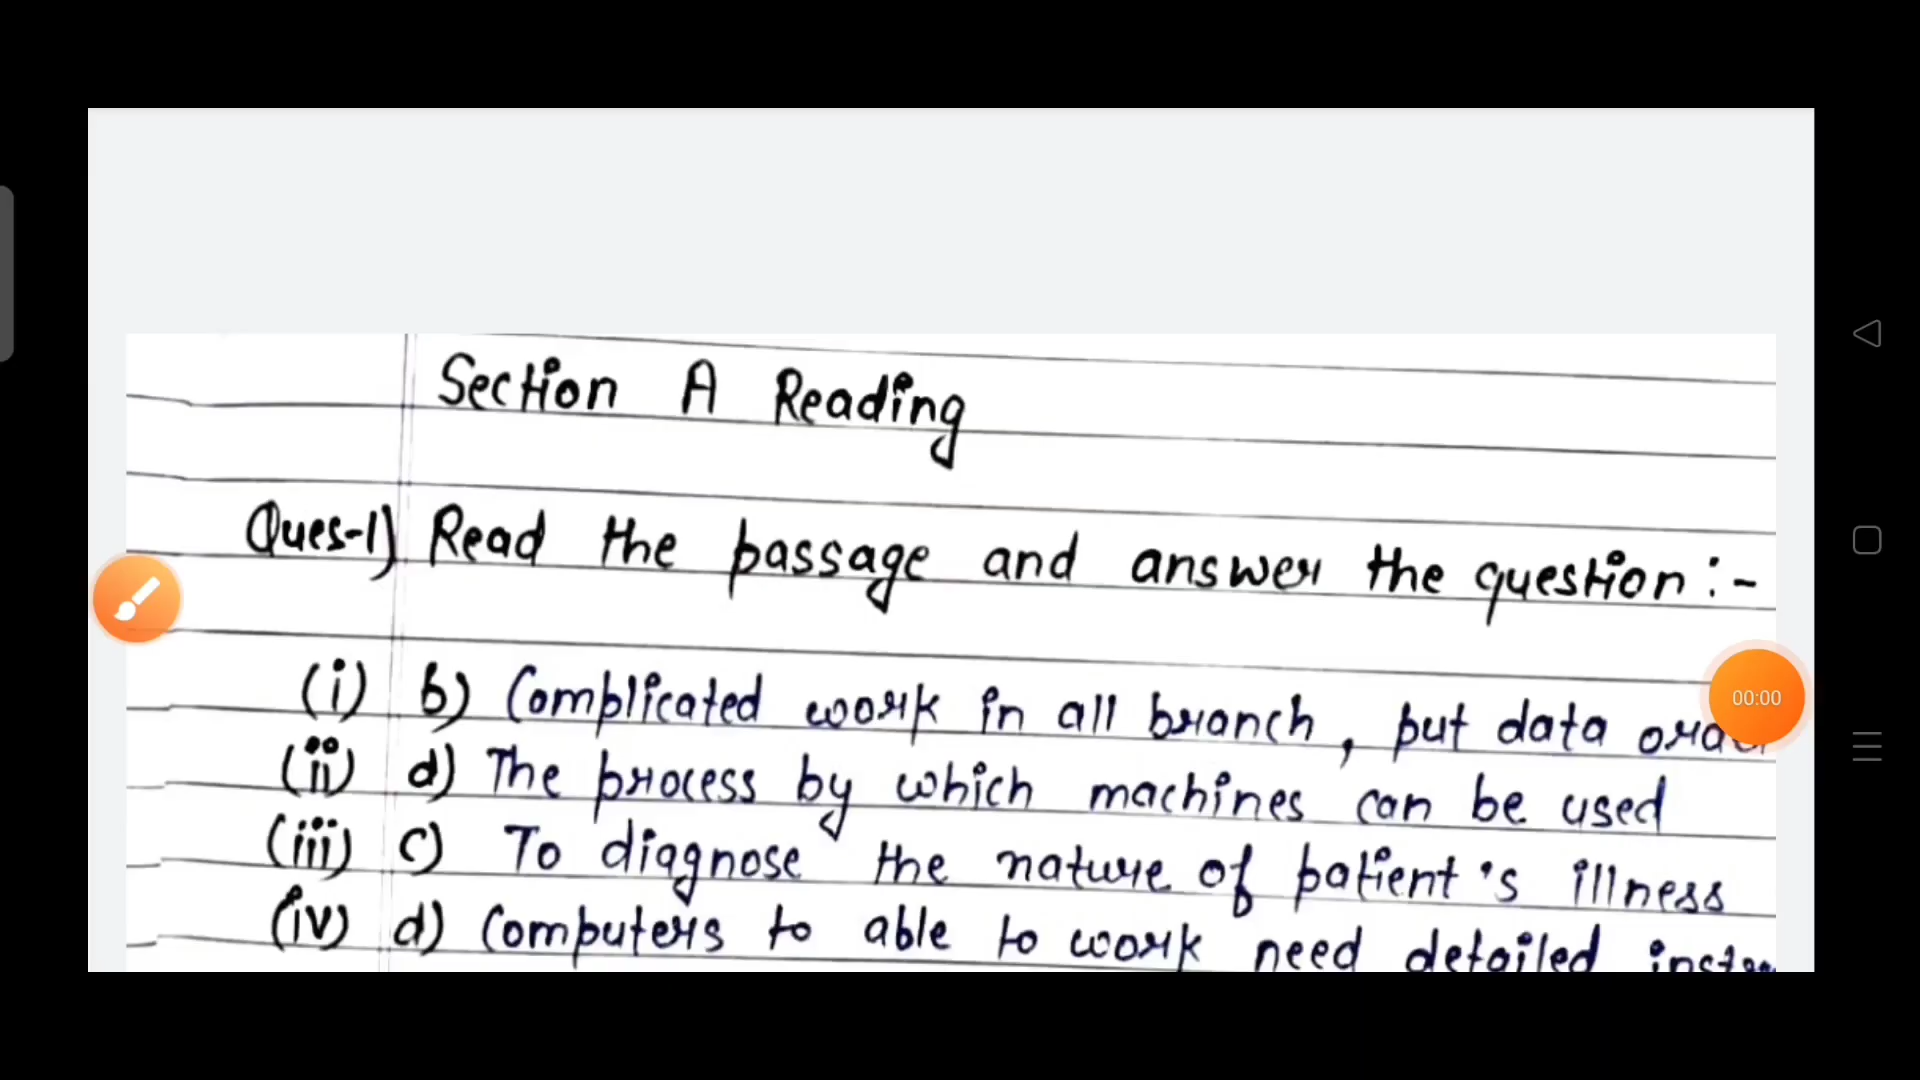 Section A Reading
Ques-1) Read the passage and answer the question :-
(i) b) Complicated work in all branch, but data
(ii) d) The process by which machines can be used
(iii) c) To diagnose the nature of patient's illness
(iv) d) Computers to able to work need detailed
00:00